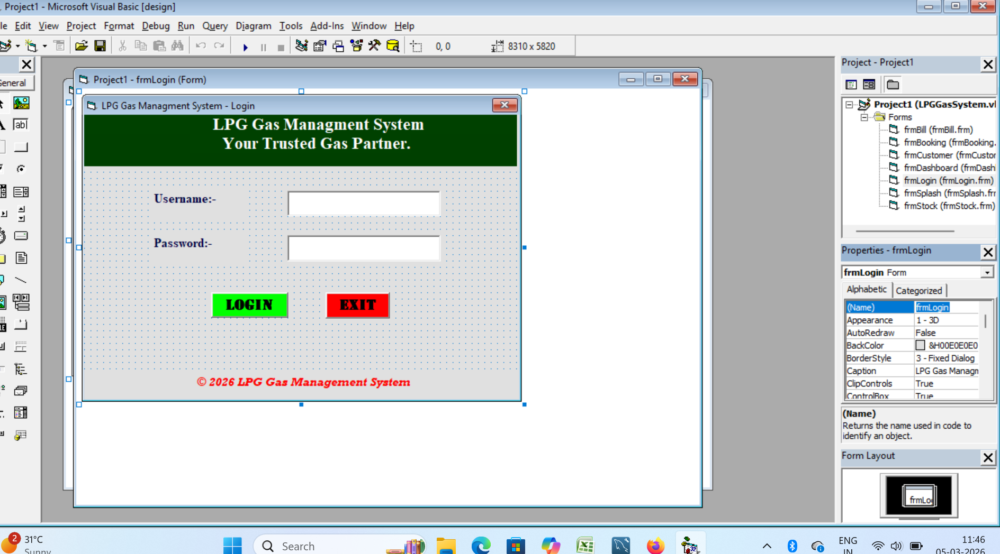 Project1 - Microsoft Visual Basic [design]
le Edit View Project Format Debug Run Query Diagram Tools Add-Ins Window Help
0, 0 8310 x 5820
General
Project1 - frmLogin (Form)
LPG Gas Managment System - Login
LPG Gas Managment System
Your Trusted Gas Partner.
Username:-
Password:-
LOGIN EXIT
© 2026 LPG Gas Management System
Project - Project1
Project1 (LPGGasSystem.vl
Forms
frmBill (frmBill.frm)
frmBooking (frmBooking.
frmCustomer (frmCustor
frmDashboard (frmDashl
frmLogin (frmLogin.frm)
frmSplash (frmSplash.frr
frmStock (frmStock.frm)
Properties - frmLogin
frmLogin Form
Alphabetic Categorized
(Name) frmLogin
Appearance 1 - 3D
AutoRedraw False
BackColor &H00E0E0E0
BorderStyle 3 - Fixed Dialog
Caption LPG Gas Managm
ClipControls True
ControlBox True
(Name)
Returns the name used in code to
identify an object.
Form Layout
frmLo
2 31°C
Sunny
Search
ENG
IN
11:46
05-03-2026